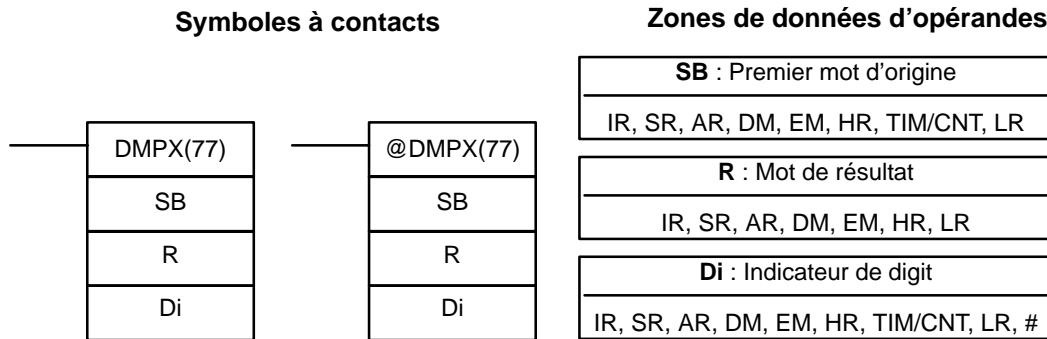 Symboles à contacts
Zones de données d’opérandes
DMPX(77)
SB
R
Di
@DMPX(77)
SB
R
Di
SB : Premier mot d’origine
IR, SR, AR, DM, EM, HR, TIM/CNT, LR
R : Mot de résultat
IR, SR, AR, DM, EM, HR, LR
Di : Indicateur de digit
IR, SR, AR, DM, EM, HR, TIM/CNT, LR, #